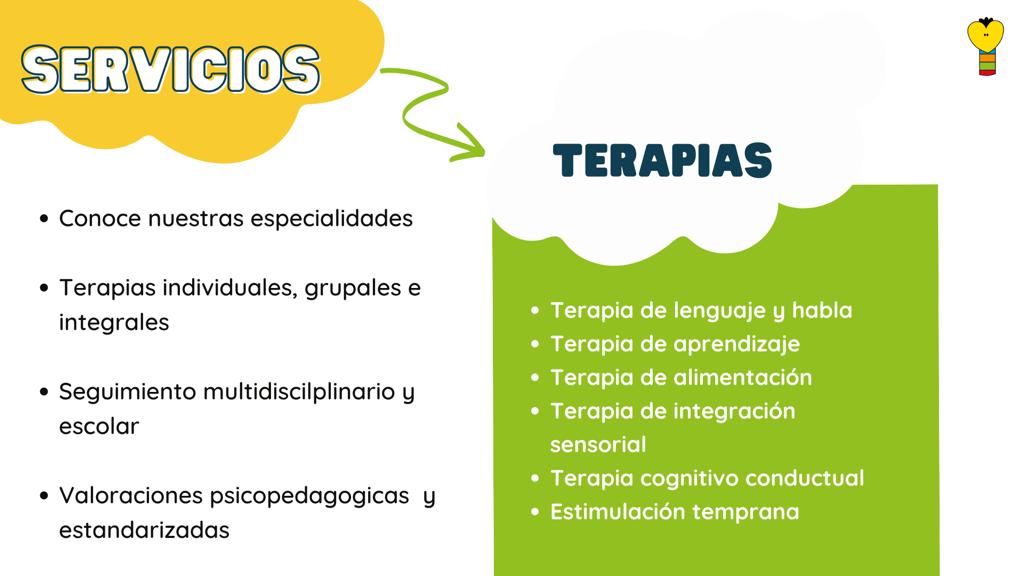 SERVICIOS
• Conoce nuestras especialidades
• Terapias individuales, grupales e
integrales
• Seguimiento multidiscilplinario y
escolar
• Valoraciones psicopedagogicas y
estandarizadas
TERAPIAS
• Terapia de lenguaje y habla
• Terapia de aprendizaje
• Terapia de alimentación
• Terapia de integración
sensorial
• Terapia cognitivo conductual
• Estimulación temprana